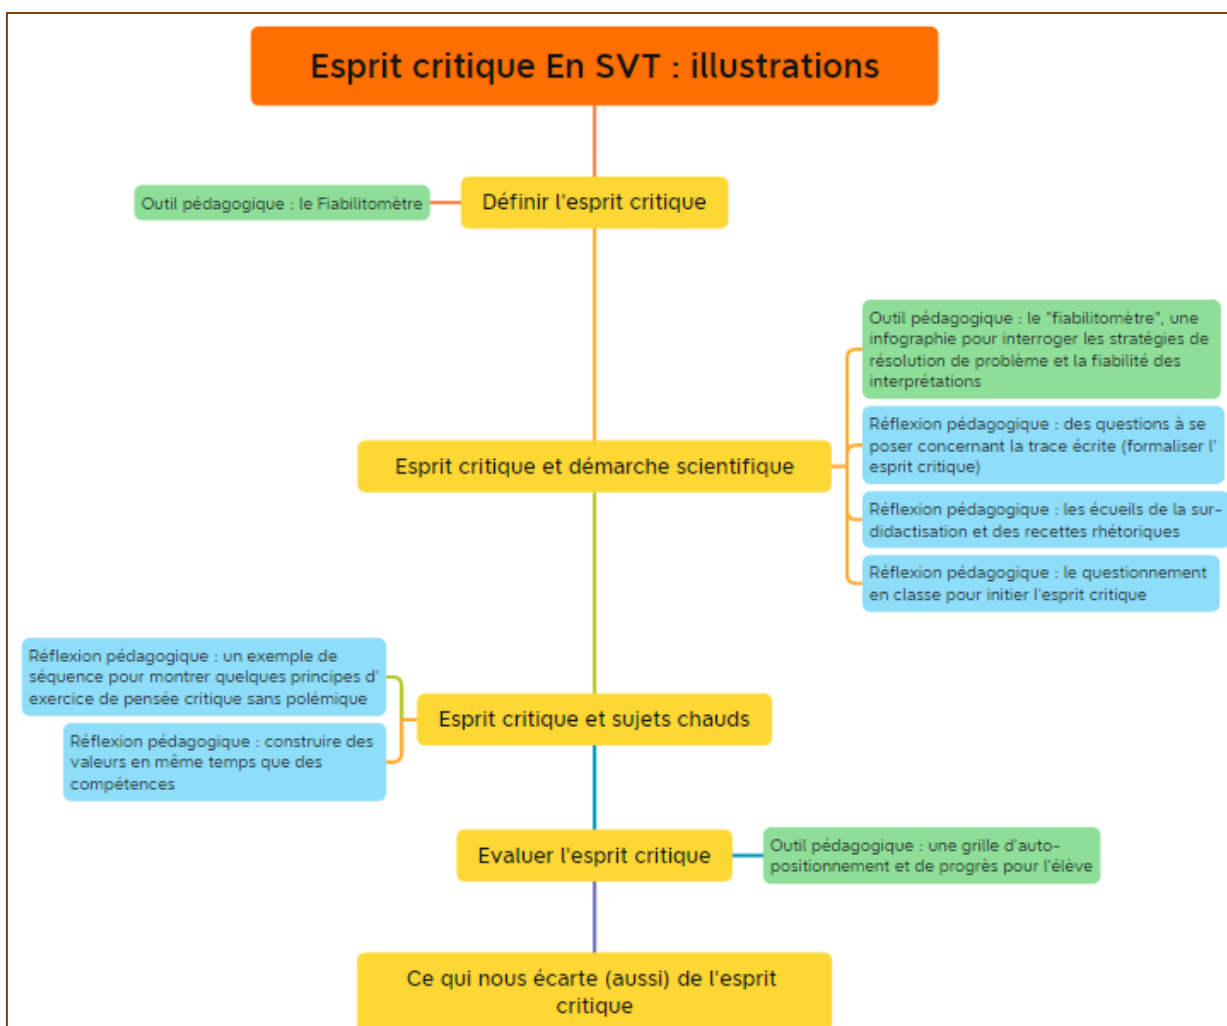 Esprit critique En SVT : illustrations
Outil pédagogique : le Fiabilitomètre
Définir l'esprit critique
Outil pédagogique : le "fiabilitomètre", une
infographie pour interroger les stratégies de
résolution de problème et la fiabilité des
interprétations
Réflexion pédagogique : des questions à se
poser concernant la trace écrite (formaliser l'
esprit critique)
Esprit critique et démarche scientifique
Réflexion pédagogique : les écueils de la sur-
didactisation et des recettes rhétoriques
Réflexion pédagogique : le questionnement
en classe pour initier l'esprit critique
Réflexion pédagogique : un exemple de
séquence pour montrer quelques principes d'
exercice de pensée critique sans polémique
Esprit critique et sujets chauds
Réflexion pédagogique : construire des
valeurs en même temps que des
compétences
Evaluer l'esprit critique
Outil pédagogique : une grille d'auto-
positionnement et de progrès pour l'élève
Ce qui nous écarte (aussi) de l'esprit
critique